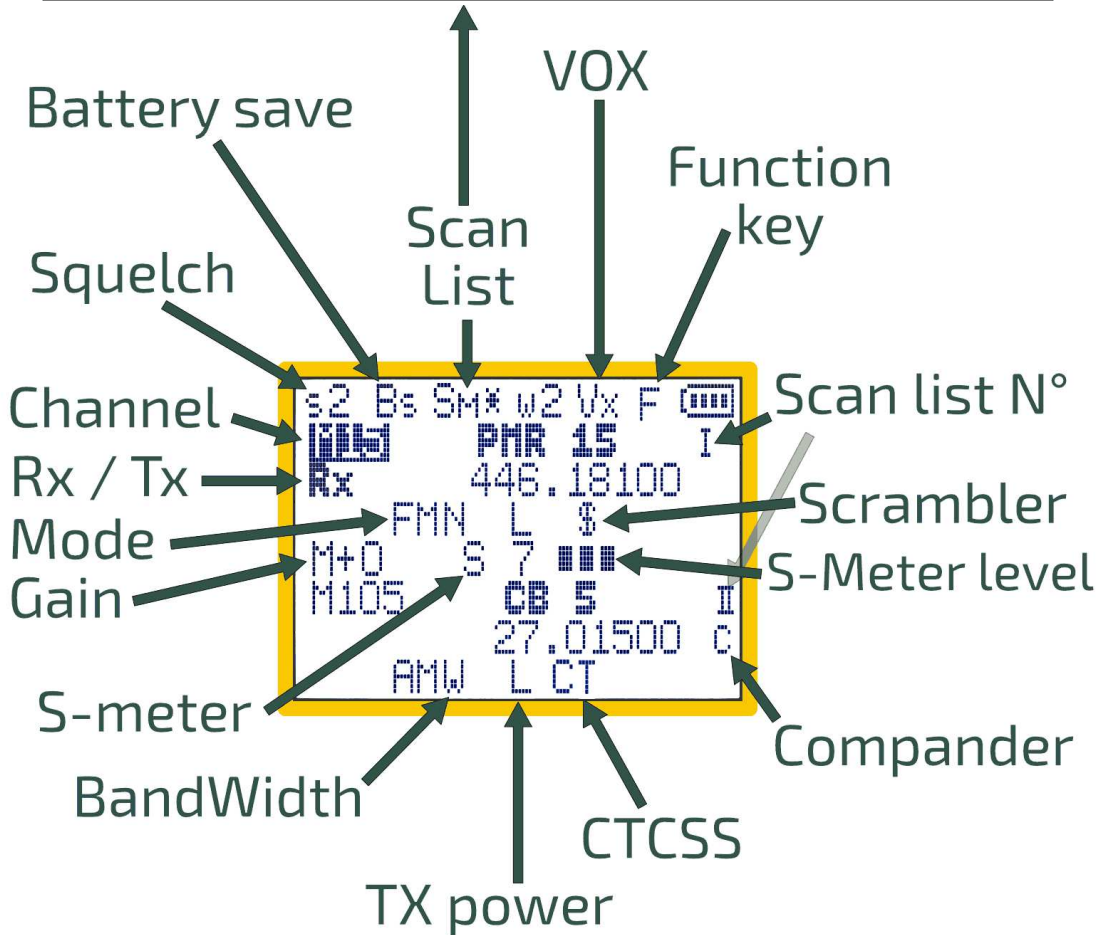 VOX
Battery save
Function
key
Scan
List
Squelch
s2 Bs SM* w2 Vx F
Channel
M15 PMR 15 I
Scan list N°
Rx / Tx
Rx 446.18100
Mode
FMN L $
Scrambler
Gain
M+0 S 7
S-Meter level
M105 CB 5 II
27.01500 C
AMW L CT
S-meter
Compander
BandWidth
CTCSS
TX power